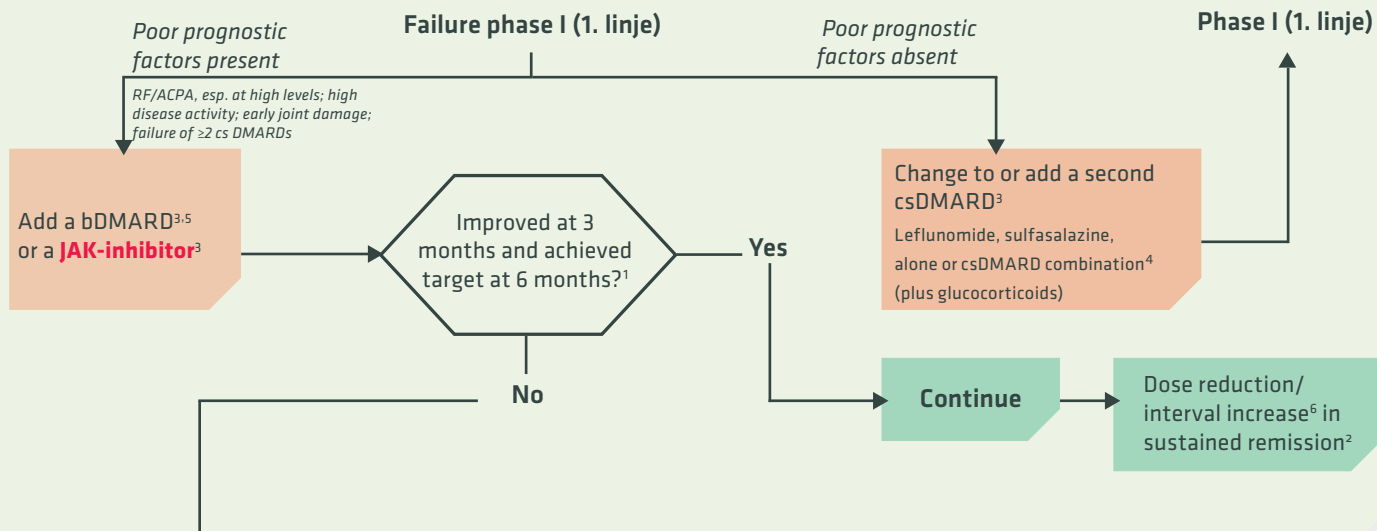 Poor prognostic
factors present
Failure phase I (1. linje)
Poor prognostic
factors absent
Phase I (1. linje)
RF/ACPA, esp. at high levels; high
disease activity; early joint damage;
failure of ≥2 cs DMARDs
Add a bDMARD³,⁵
or a JAK-inhibitor³
Improved at 3
months and achieved
target at 6 months?¹
Yes
No
Change to or add a second
csDMARD³
Leflunomide, sulfasalazine,
alone or csDMARD combination⁴
(plus glucocorticoids)
Continue
Dose reduction/
interval increase⁶ in
sustained remission²